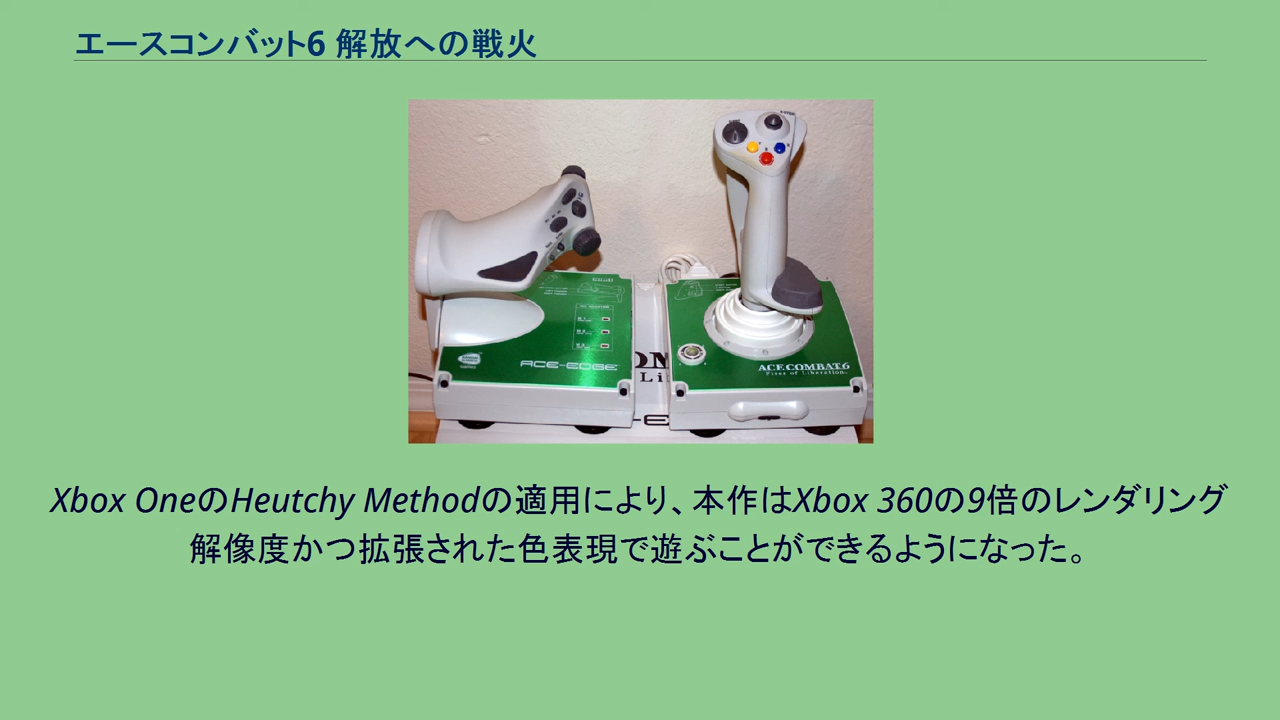 エースコンバット6 解放への戦火
ACE-EDGE
ACE COMBAT 6
Fires of Liberation
Xbox OneのHeutchy Methodの適用により、本作はXbox 360の9倍のレンダリング
解像度かつ拡張された色表現で遊ぶことができるようになった。